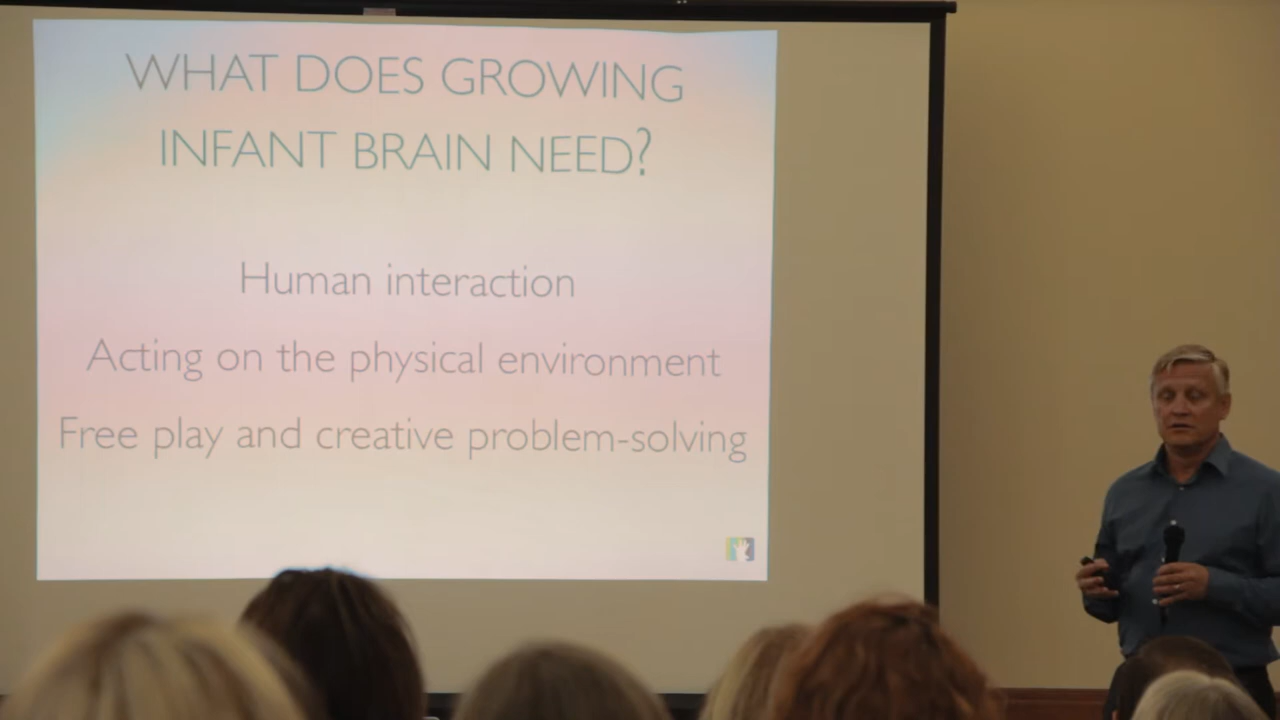 WHAT DOES GROWING
INFANT BRAIN NEED?
Human interaction
Acting on the physical environment
Free play and creative problem-solving